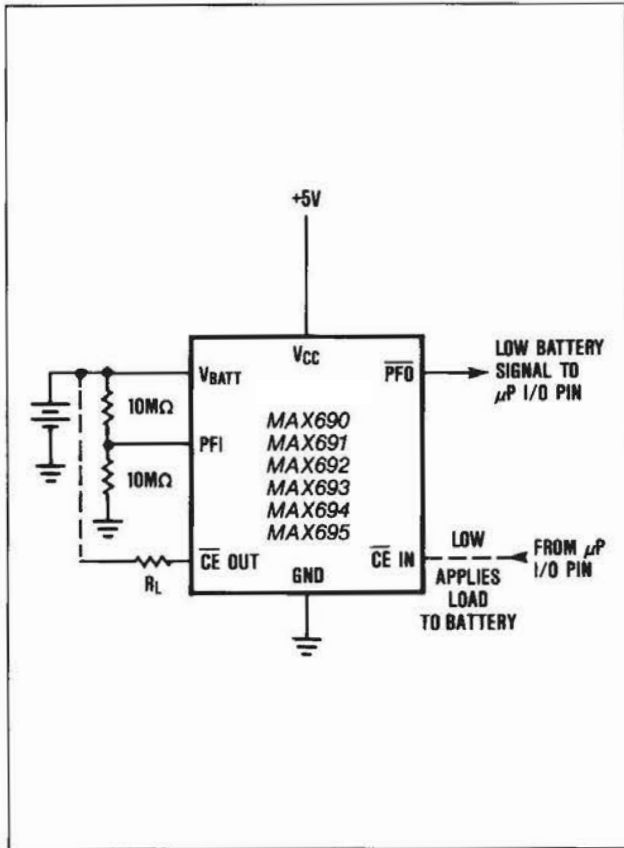 +5V
VCC
VBATT
PFO
LOW BATTERY
SIGNAL TO
μP I/O PIN
10MΩ
PFI
10MΩ
MAX690
MAX691
MAX692
MAX693
MAX694
MAX695
CE OUT
RL
GND
CE IN
LOW
APPLIES
LOAD
TO BATTERY
FROM μP
I/O PIN